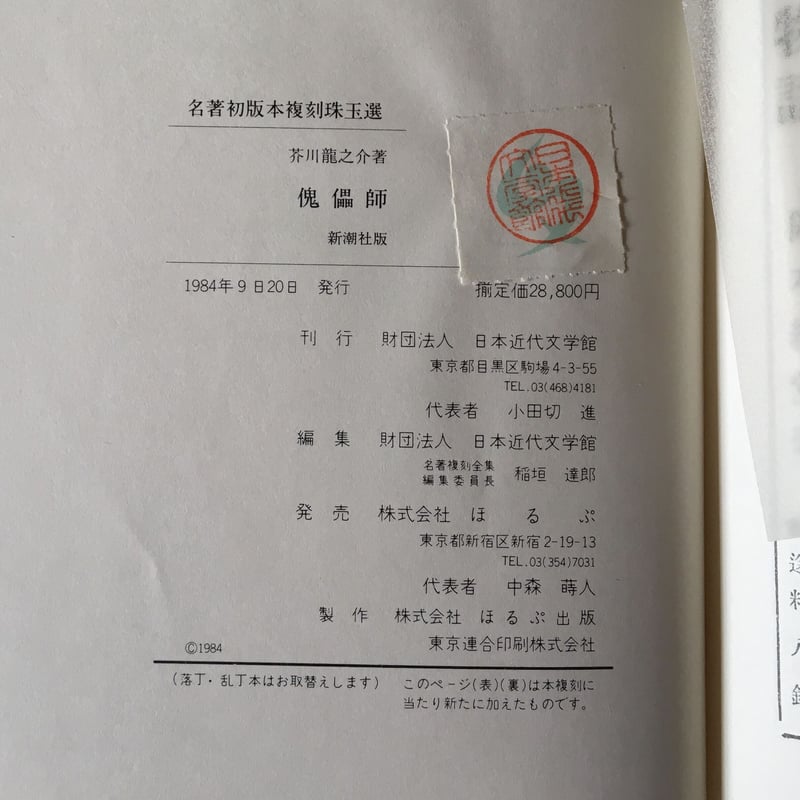 名著初版本複刻珠玉選
芥川龍之介著
傀儡師
新潮社版
1984年9日20日 発行 揃定価28,800円
刊行 財団法人 日本近代文学館
東京都目黒区駒場4-3-55
TEL.03(468)4181
代表者 小田切 進
編集 財団法人 日本近代文学館
名著複刻全集
編集委員長 稲垣 達郎
発売 株式会社 ほるぷ
東京都新宿区新宿2-19-13
TEL.03(354)7031
代表者 中森 蒔人
製作 株式会社 ほるぷ出版
©1984 東京連合印刷株式会社
(落丁・乱丁本はお取替えします) このページ(表)(裏)は本複刻に
当たり新たに加えたものです。